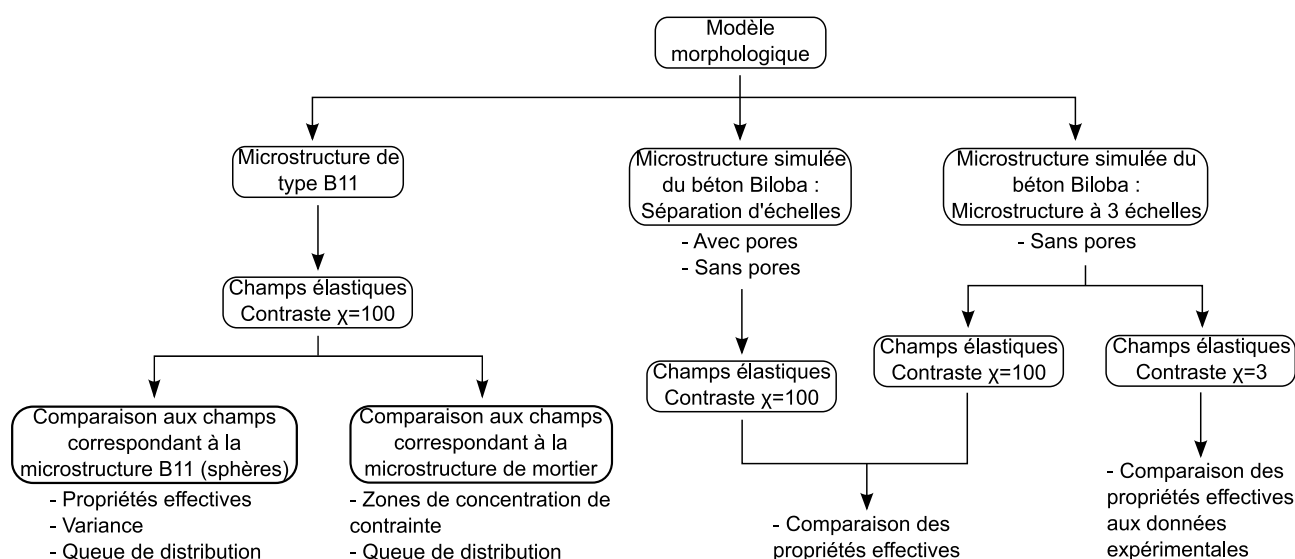 Modèle
morphologique
Microstructure de
type B11
Microstructure simulée
du béton Biloba :
Séparation d'échelles
Microstructure simulée du
béton Biloba :
Microstructure à 3 échelles
- Avec pores
- Sans pores
- Sans pores
Champs élastiques
Contraste χ=100
Champs élastiques
Contraste χ=100
Champs élastiques
Contraste χ=100
Champs élastiques
Contraste χ=3
Comparaison aux champs
correspondant à la
microstructure B11 (sphères)
- Propriétés effectives
- Variance
- Queue de distribution
Comparaison aux champs
correspondant à la
microstructure de mortier
- Zones de concentration de
contrainte
- Queue de distribution
- Comparaison des
propriétés effectives
- Comparaison des
propriétés effectives
aux données
expérimentales